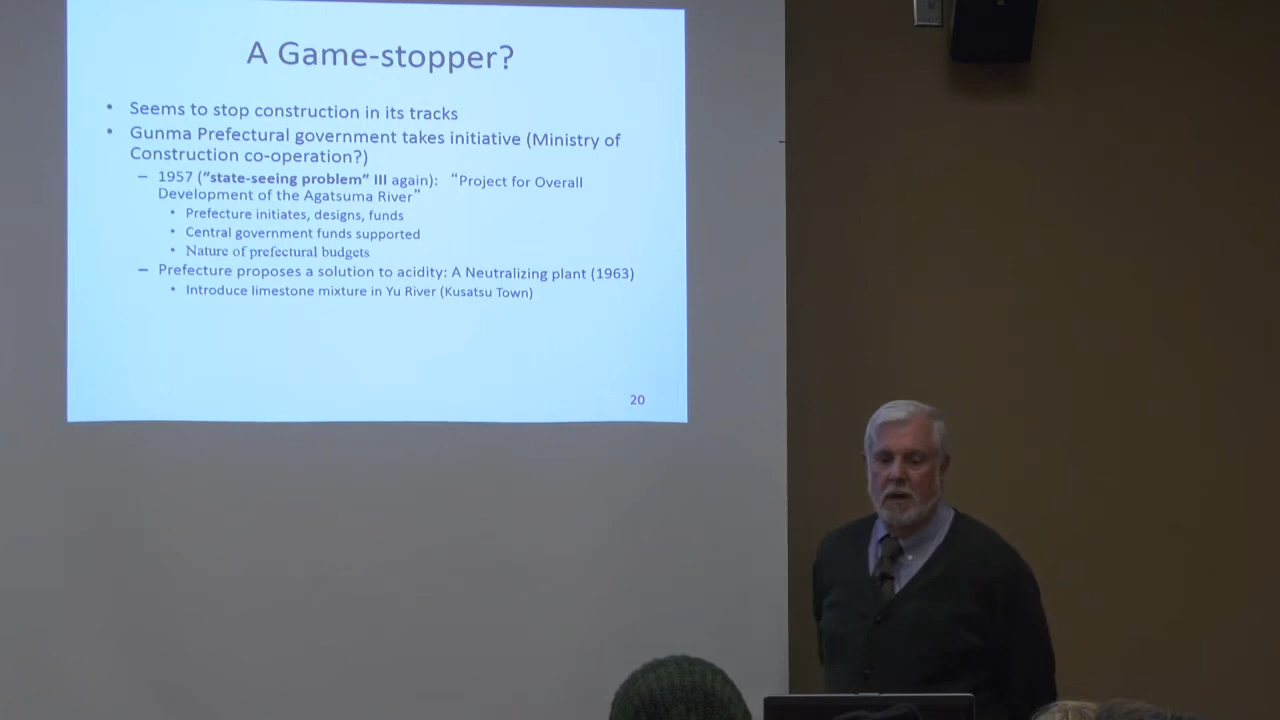 A Game-stopper?
• Seems to stop construction in its tracks
• Gunma Prefectural government takes initiative (Ministry of
Construction co-operation?)
– 1957 (”state-seeing problem” III again): “Project for Overall
Development of the Agatsuma River”
• Prefecture initiates, designs, funds
• Central government funds supported
• Nature of prefectural budgets
– Prefecture proposes a solution to acidity: A Neutralizing plant (1963)
• Introduce limestone mixture in Yu River (Kusatsu Town)
20